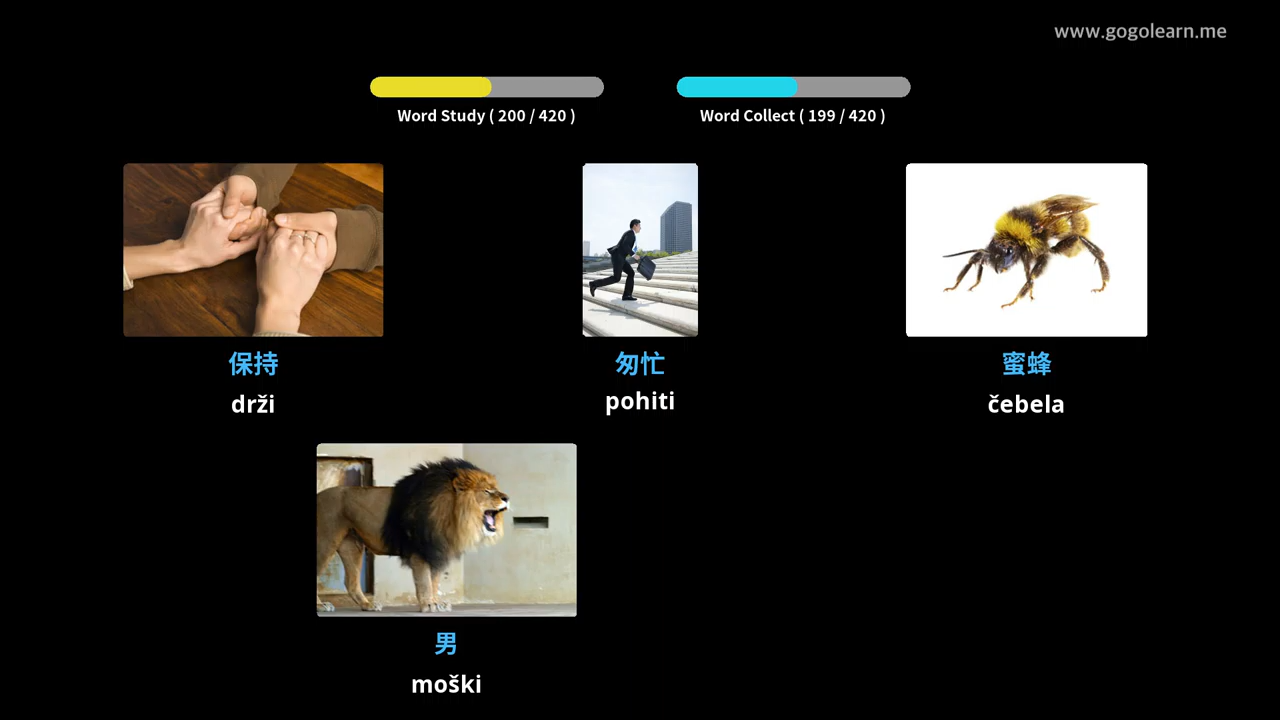 www.gogolearn.me
Word Study ( 200 / 420 )
Word Collect ( 199 / 420 )
保持
drži
匆忙
pohiti
蜜蜂
čebela
男
moški